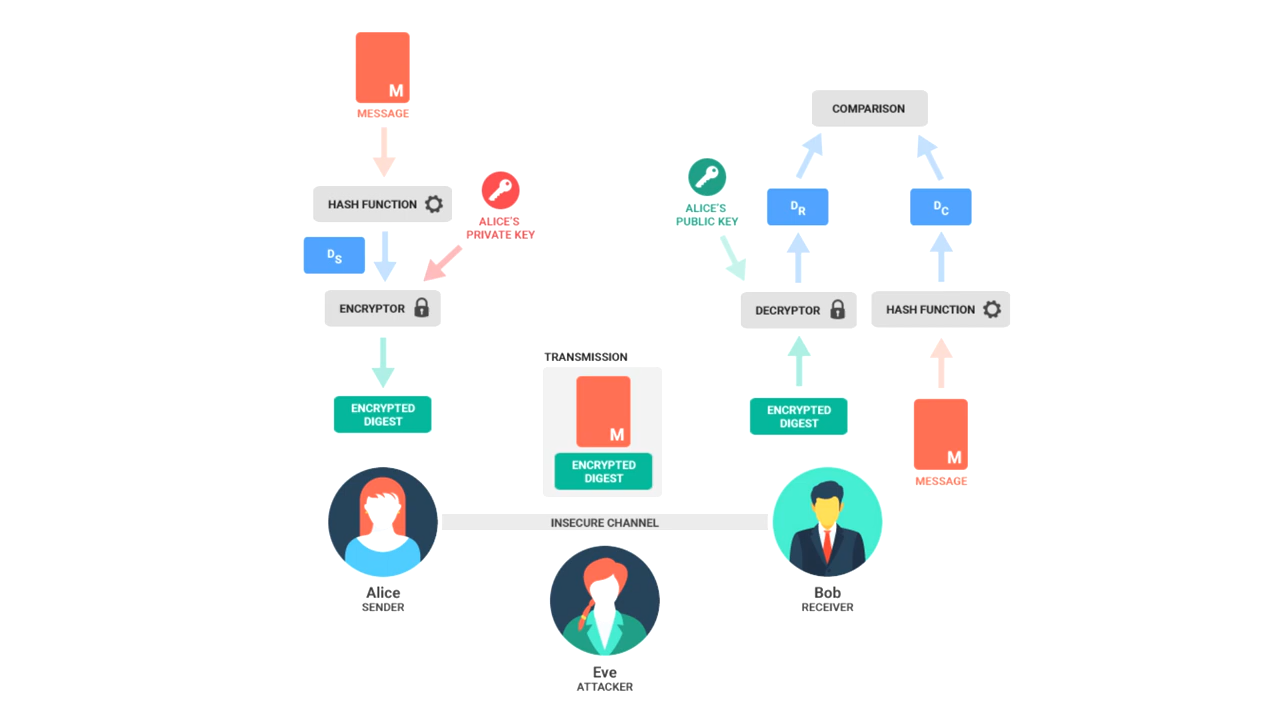 M
MESSAGE
HASH FUNCTION
ALICE'S
PRIVATE KEY
DS
ENCRYPTOR
ENCRYPTED
DIGEST
Alice
SENDER
TRANSMISSION
M
ENCRYPTED
DIGEST
INSECURE CHANNEL
Eve
ATTACKER
COMPARISON
ALICE'S
PUBLIC KEY
DR
DC
DECRYPTOR
HASH FUNCTION
ENCRYPTED
DIGEST
M
MESSAGE
Bob
RECEIVER